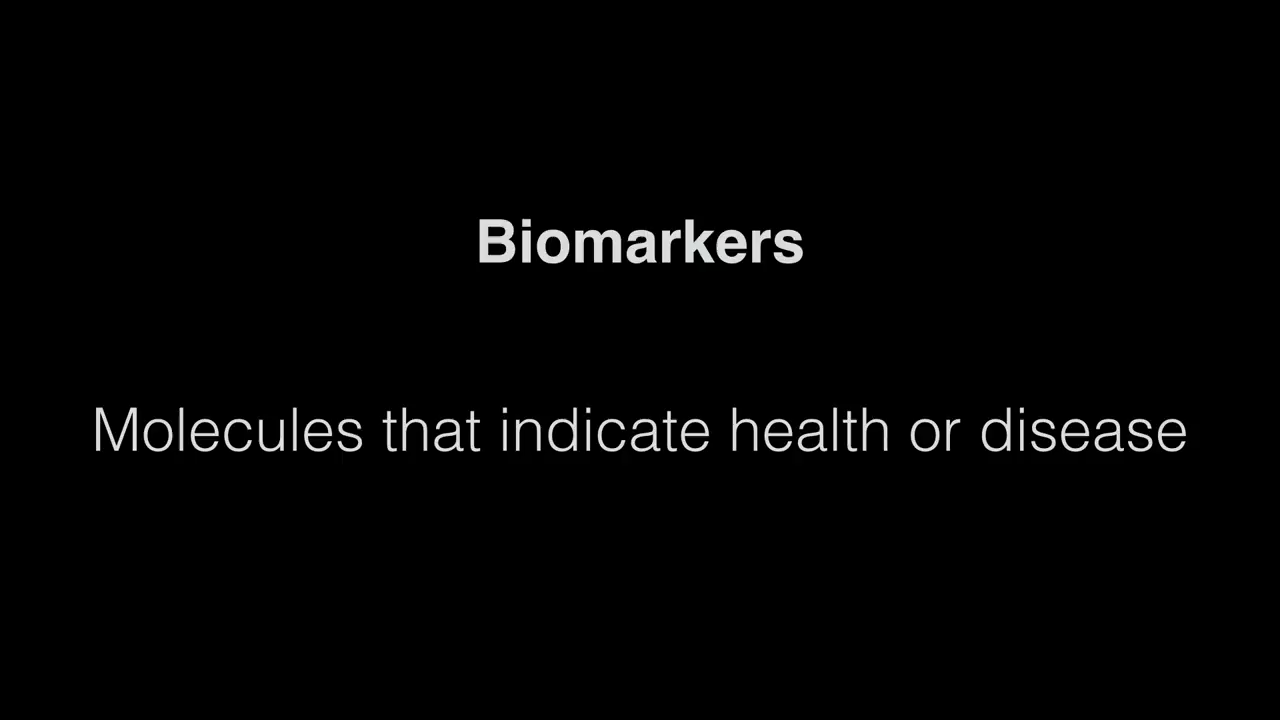 Biomarkers
Molecules that indicate health or disease